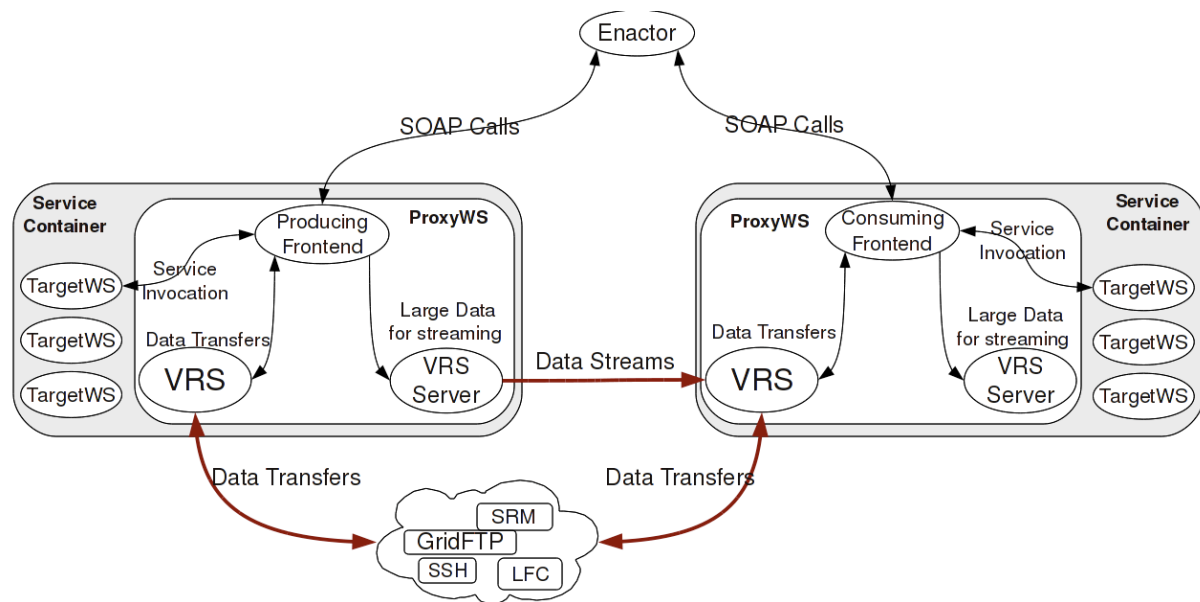 Enactor
SOAP Calls
SOAP Calls
Service
Container
Producing
Frontend
ProxyWS
Service
Invocation
TargetWS
TargetWS
TargetWS
Data Transfers
VRS
Large Data
for streaming
VRS
Server
Data Streams
ProxyWS
Consuming
Frontend
Service
Container
Service
Invocation
TargetWS
TargetWS
TargetWS
Data Transfers
VRS
Large Data
for streaming
VRS
Server
Data Transfers
Data Transfers
SRM
GridFTP
SSH
LFC